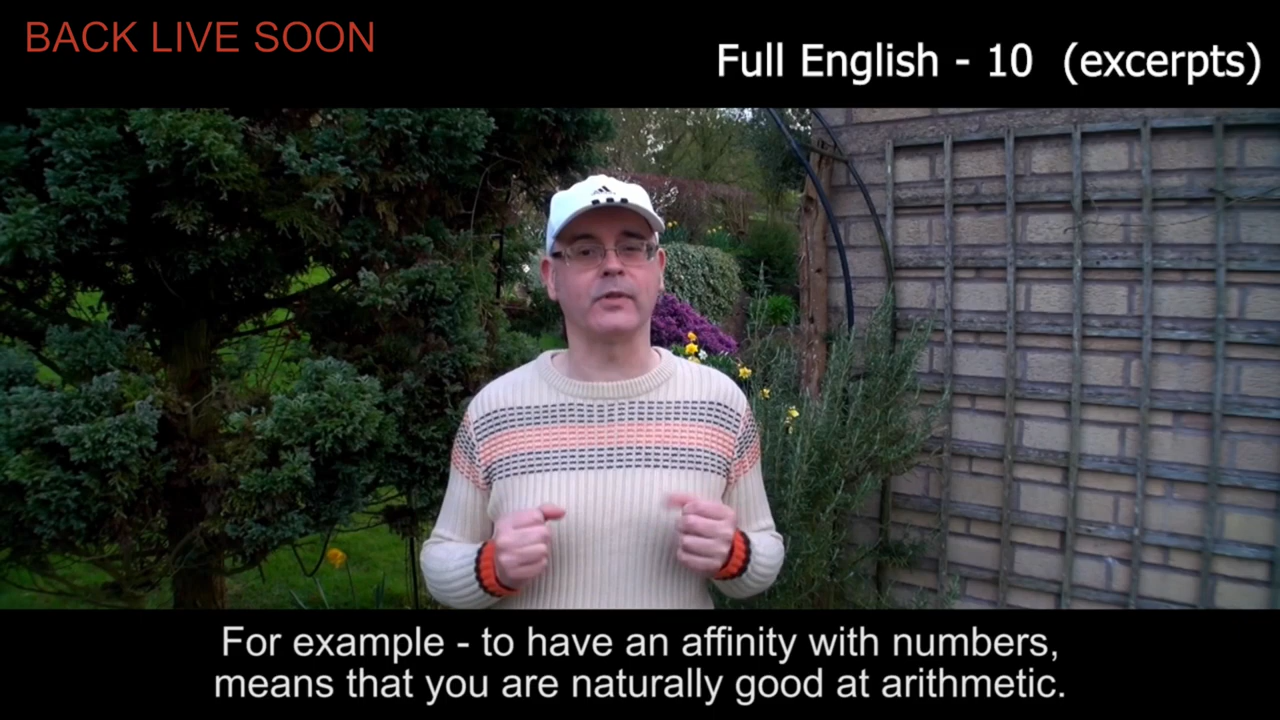 BACK LIVE SOON
Full English - 10 (excerpts)
For example - to have an affinity with numbers,
means that you are naturally good at arithmetic.